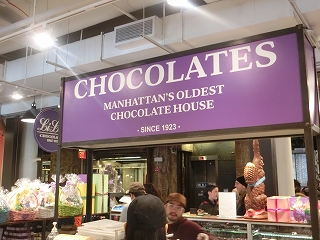 CHOCOLATES
MANHATTAN'S OLDEST
CHOCOLATE HOUSE
· SINCE 1923 ·